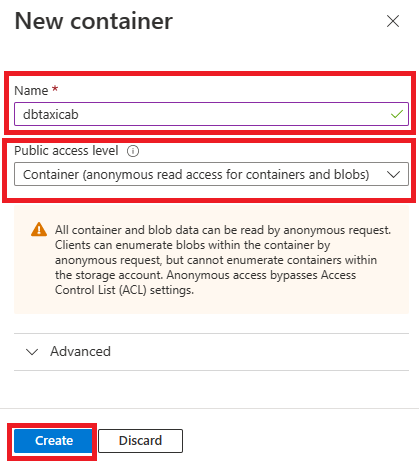 New container
Name *
dbtaxicab
Public access level
Container (anonymous read access for containers and blobs)
All container and blob data can be read by anonymous request.
Clients can enumerate blobs within the container by
anonymous request, but cannot enumerate containers within
the storage account. Anonymous access bypasses Access
Control List (ACL) settings.
Advanced
Create
Discard